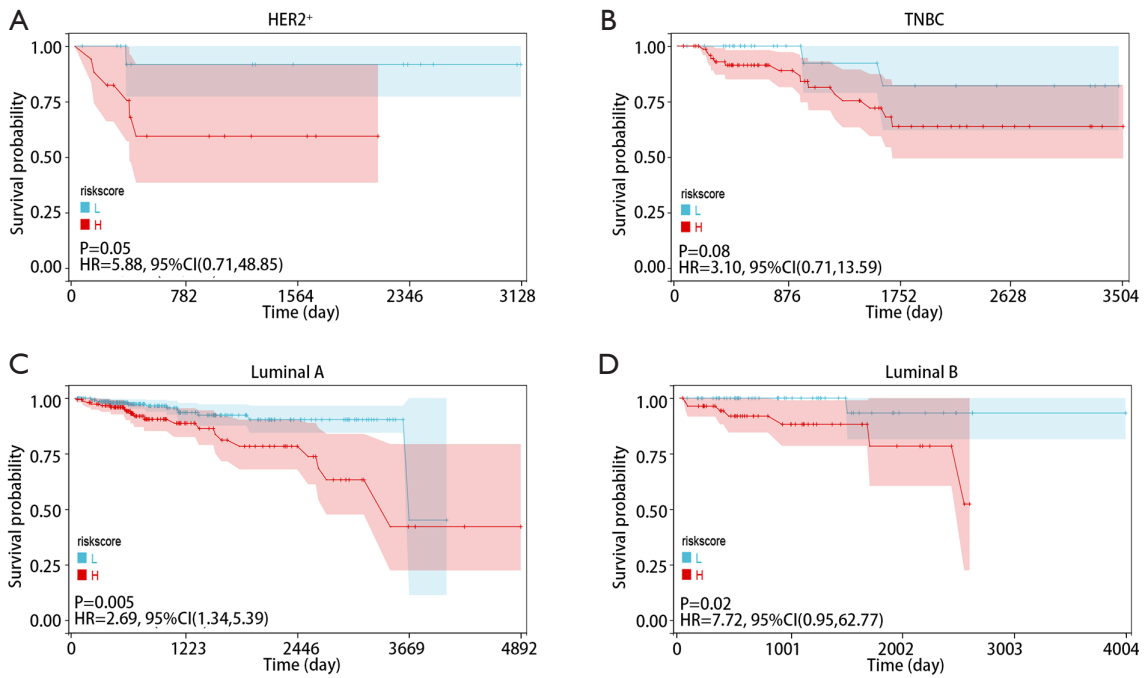 A
HER2⁺
Survival probability
1.00
0.75
0.50
0.25
0.00
riskscore
L
H
P=0.05
HR=5.88, 95%CI(0.71,48.85)
0 782 1564 2346 3128
Time (day)
B
TNBC
Survival probability
1.00
0.75
0.50
0.25
0.00
riskscore
L
H
P=0.08
HR=3.10, 95%CI(0.71,13.59)
0 876 1752 2628 3504
Time (day)
C
Luminal A
Survival probability
1.00
0.75
0.50
0.25
0.00
riskscore
L
H
P=0.005
HR=2.69, 95%CI(1.34,5.39)
0 1223 2446 3669 4892
Time (day)
D
Luminal B
Survival probability
1.00
0.75
0.50
0.25
0.00
riskscore
L
H
P=0.02
HR=7.72, 95%CI(0.95,62.77)
0 1001 2002 3003 4004
Time (day)